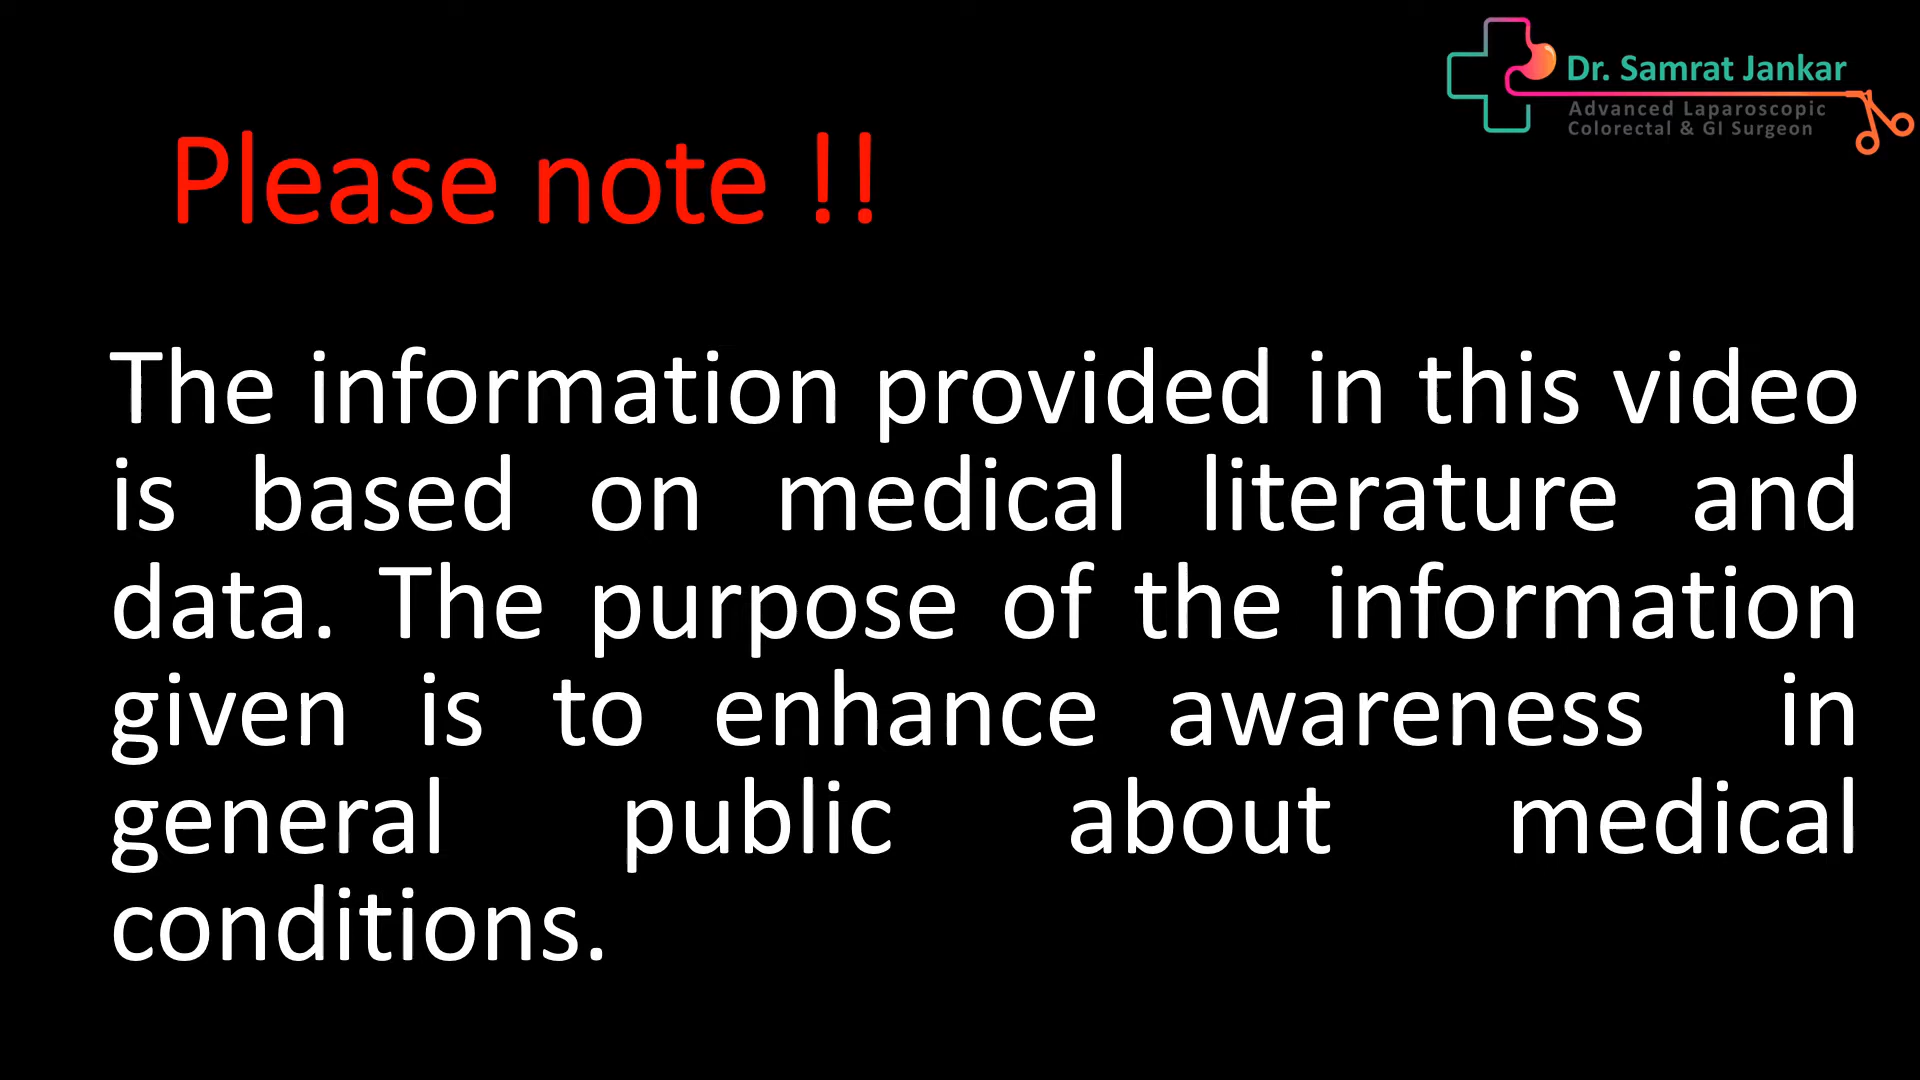 Dr. Samrat Jankar
Advanced Laparoscopic
Colorectal & GI Surgeon
Please note !!
The information provided in this video
is based on medical literature and
data. The purpose of the information
given is to enhance awareness in
general public about medical
conditions.